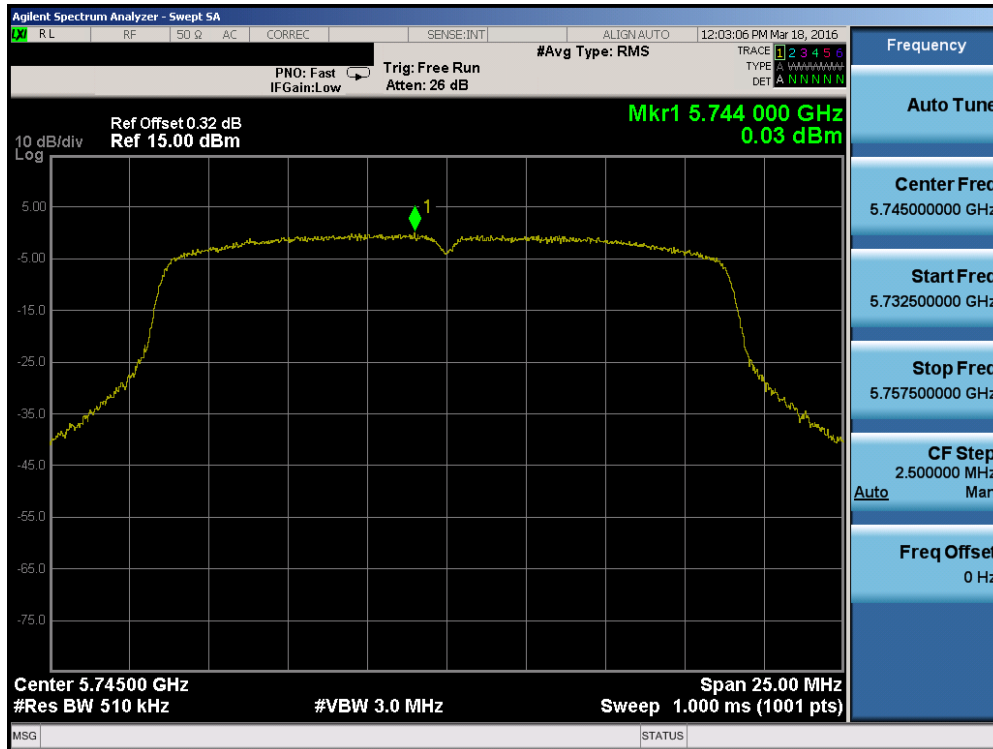 Agilent Spectrum Analyzer - Swept SA
LXI RL RF 50 Ω AC CORREC SENSE:INT ALIGNAUTO 12:03:06 PM Mar 18, 2016
#Avg Type: RMS TRACE 1 2 3 4 5 6
PNO: Fast Trig: Free Run TYPE A WWWWW
IFGain:Low Atten: 26 dB DET A N N N N N
Mkr1 5.744 000 GHz
Ref Offset 0.32 dB
10 dB/div Ref 15.00 dBm 0.03 dBm
Log
1
5.00
-5.00
-15.0
-25.0
-35.0
-45.0
-55.0
-65.0
-75.0
Center 5.74500 GHz Span 25.00 MHz
#Res BW 510 kHz #VBW 3.0 MHz Sweep 1.000 ms (1001 pts)
MSG STATUS
Frequency
Auto Tune
Center Freq
5.745000000 GHz
Start Freq
5.732500000 GHz
Stop Freq
5.757500000 GHz
CF Step
2.500000 MHz
Auto Man
Freq Offset
0 Hz